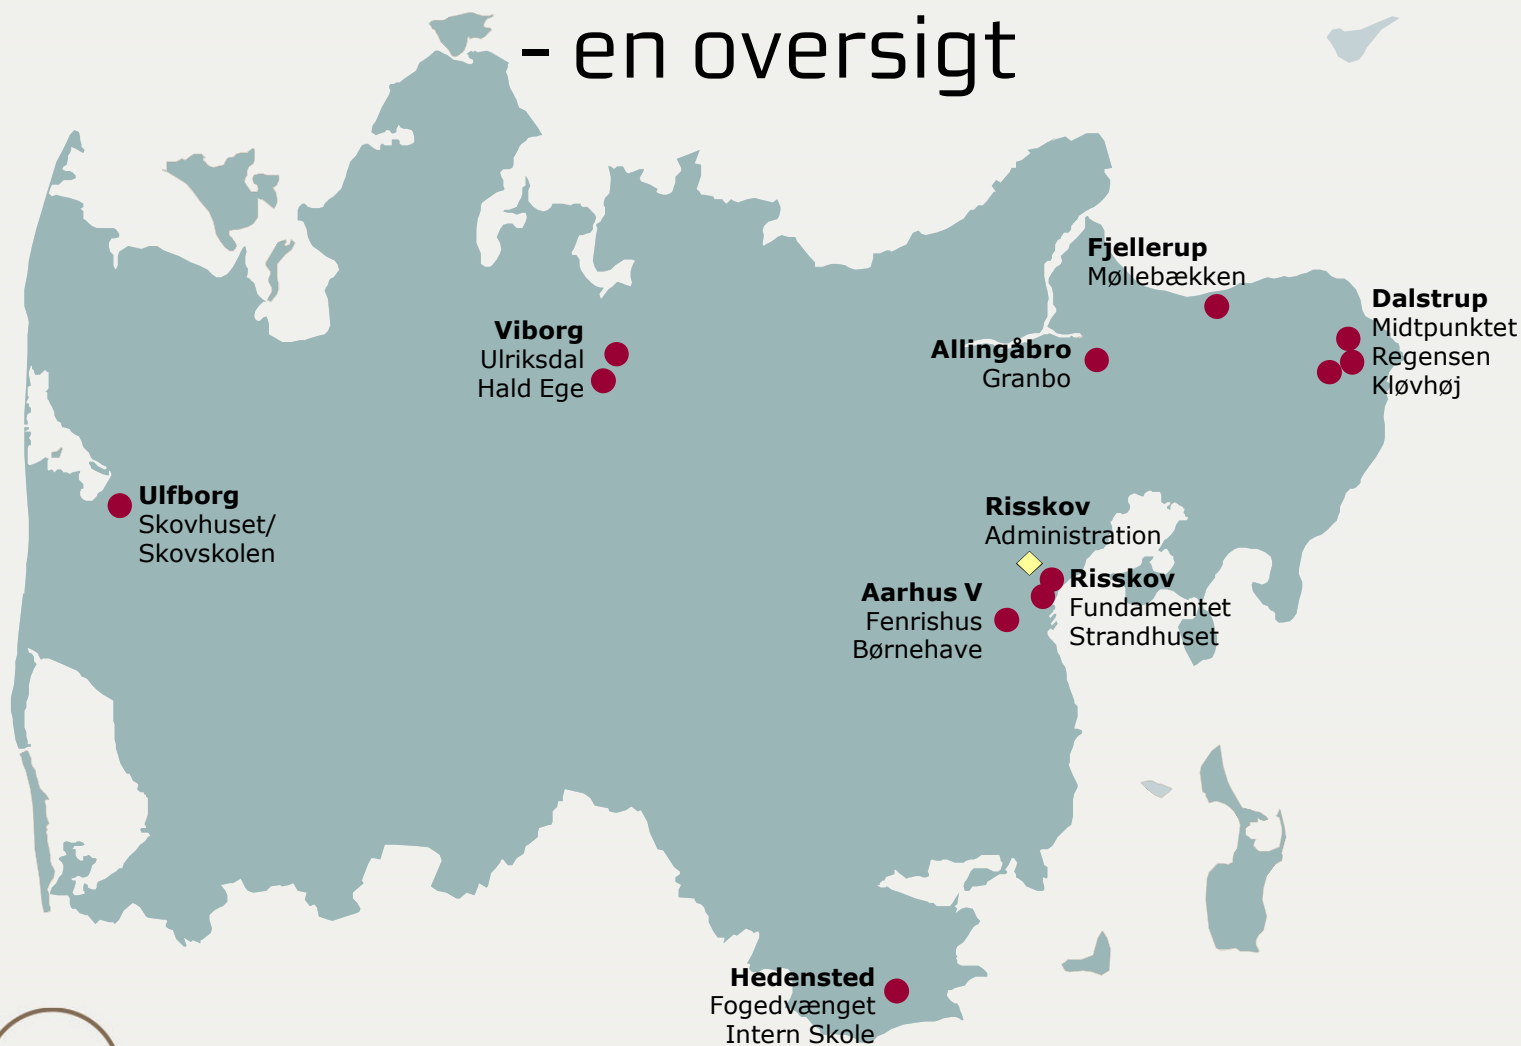 - en oversigt
Fjellerup
Møllebækken
Dalstrup
Midtpunktet
Regensen
Kløvhøj
Viborg
Ulriksdal
Hald Ege
Allingåbro
Granbo
Ulfborg
Skovhuset/
Skovskolen
Risskov
Administration
Risskov
Fundamentet
Strandhuset
Aarhus V
Fenrishus
Børnehave
Hedensted
Fogedvænget
Intern Skole